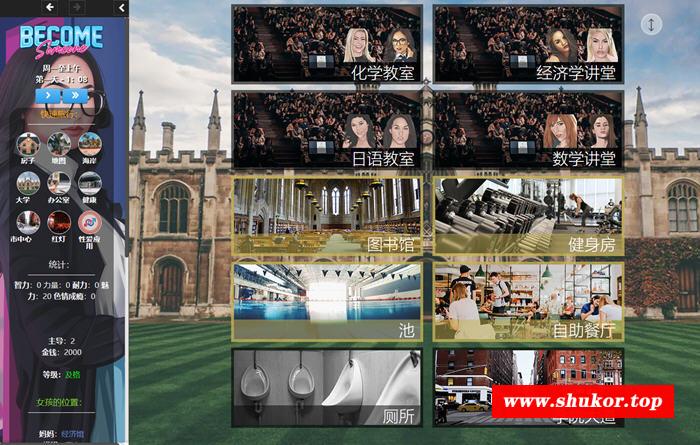 BECOME
Someone
周一至上午
第一天 - 1: 08
快速旅行：
房子
地图
海岸
大学
办公室
健康
市中心
红灯
性爱应用
统计：
智力：0 力量：0 耐力：0 魅
力：20 色情成瘾：0
主导：2
金钱：2000
等级：及格
女孩的位置：
妈妈：经济馆
化学教室
经济学讲堂
日语教室
数学讲堂
图书馆
健身房
池
自助餐厅
厕所
www.shukor.top